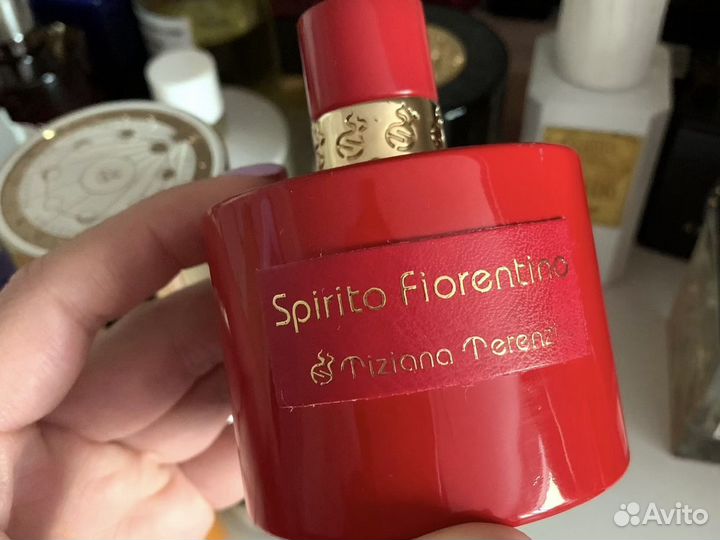 Spirito Fiorentino
Tiziana Terenzi
Avito